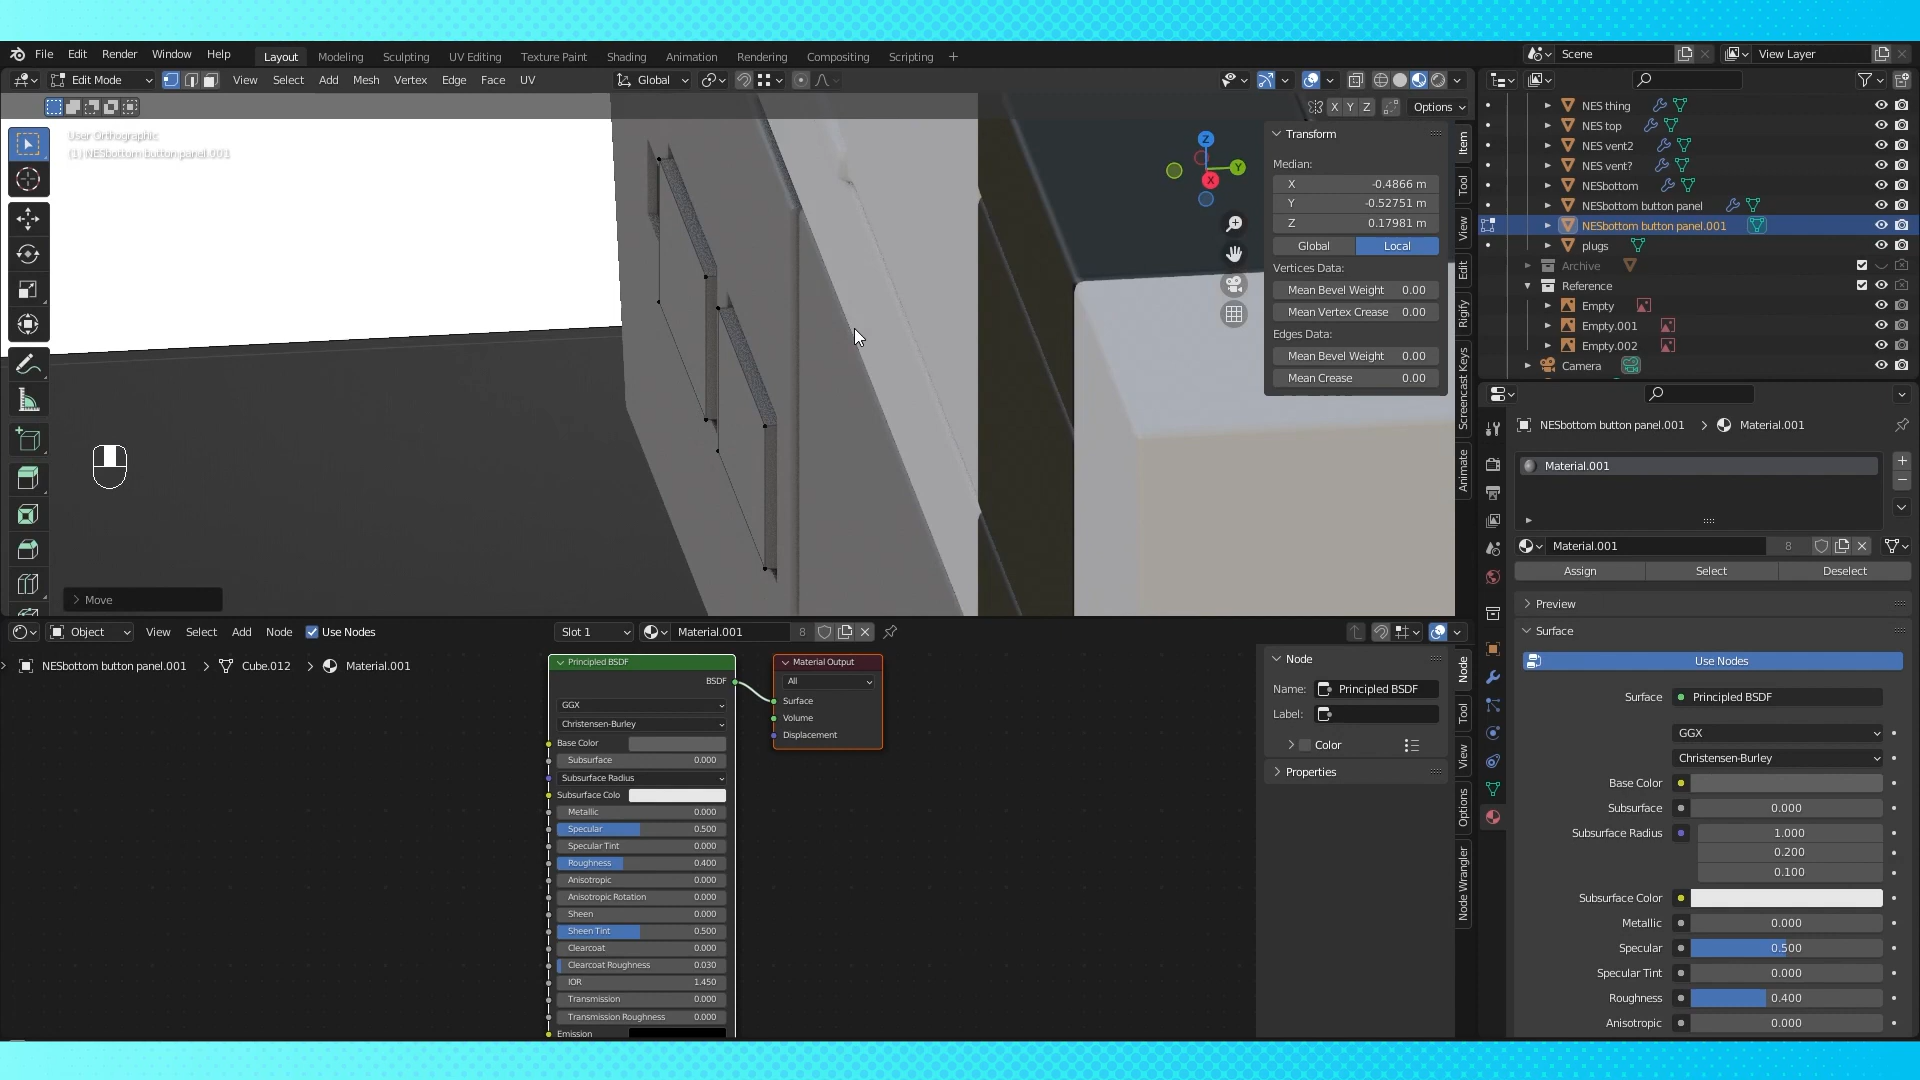 File Edit Render Window Help
Layout Modeling Sculpting UV Editing Texture Paint Shading Animation Rendering Compositing Scripting +
Scene
View Layer
Edit Mode
View Select Add Mesh Vertex Edge Face UV
Global
X Y Z
Options
User Orthographic
(1) NESbottom button panel.001
Z
Y
X
Transform
Median:
X -0.4866 m
Y -0.52751 m
Z 0.17981 m
Global Local
Vertices Data:
Mean Bevel Weight 0.00
Mean Vertex Crease 0.00
Edges Data:
Mean Bevel Weight 0.00
Mean Crease 0.00
Item
Tool
View
Edit
Rigify
Screencast Keys
Animate
Move
NES thing
NES top
NES vent2
NES vent?
NESbottom
NESbottom button panel
NESbottom button panel.001
plugs
Archive
Reference
Empty
Empty.001
Empty.002
Camera
NESbottom button panel.001 > Material.001
Material.001
Material.001 8
Assign Select Deselect
Preview
Surface
Use Nodes
Surface Principled BSDF
GGX
Christensen-Burley
Base Color
Subsurface 0.000
Subsurface Radius 1.000
0.200
0.100
Subsurface Color
Metallic 0.000
Specular 0.500
Specular Tint 0.000
Roughness 0.400
Anisotropic 0.000
Object
View Select Add Node Use Nodes
Slot 1
Material.001 8
NESbottom button panel.001 > Cube.012 > Material.001
Principled BSDF
BSDF
GGX
Christensen-Burley
Base Color
Subsurface 0.000
Subsurface Radius
Subsurface Colo
Metallic 0.000
Specular 0.500
Specular Tint 0.000
Roughness 0.400
Anisotropic 0.000
Anisotropic Rotation 0.000
Sheen 0.000
Sheen Tint 0.500
Clearcoat 0.000
Clearcoat Roughness 0.030
IOR 1.450
Transmission 0.000
Transmission Roughness 0.000
Emission
Material Output
All
Surface
Volume
Displacement
Node
Name: Principled BSDF
Label:
Color
Properties
Node
Tool
View
Options
Node Wrangler